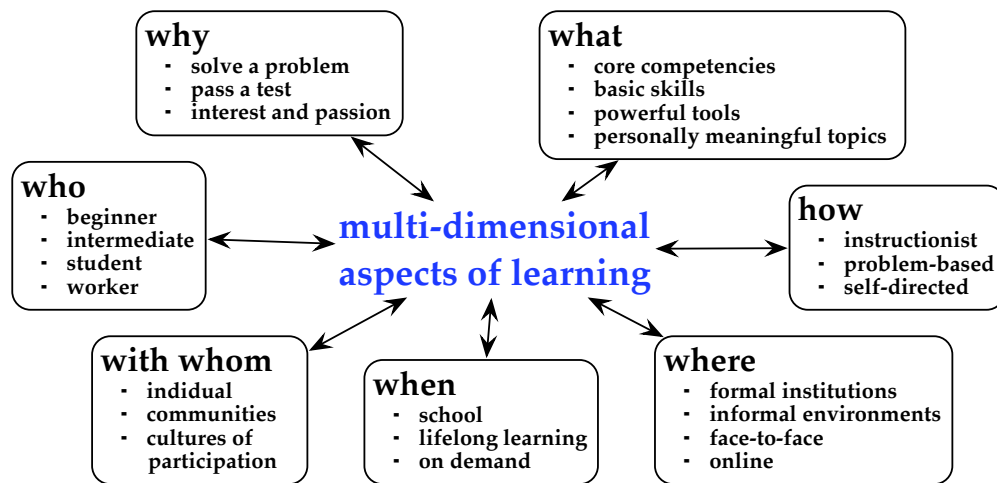 why
- solve a problem
- pass a test
- interest and passion
what
- core competencies
- basic skills
- powerful tools
- personally meaningful topics
who
- beginner
- intermediate
- student
- worker
multi-dimensional
aspects of learning
how
- instructionist
- problem-based
- self-directed
with whom
- indidual
- communities
- cultures of
participation
when
- school
- lifelong learning
- on demand
where
- formal institutions
- informal environments
- face-to-face
- online